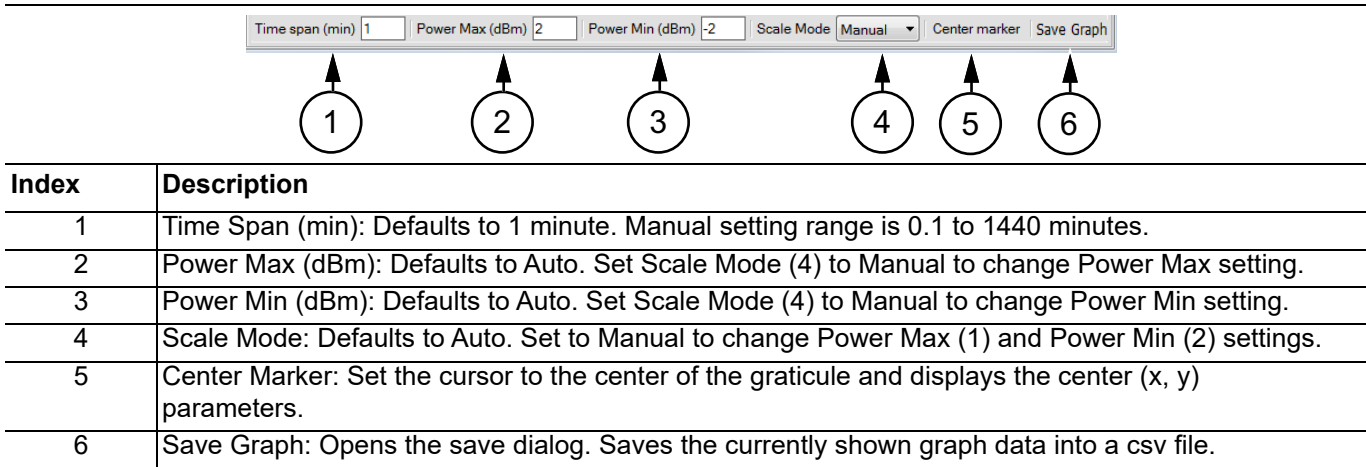 Time span (min) 1 Power Max (dBm) 2 Power Min (dBm) -2 Scale Mode Manual Center marker Save Graph
1 2 3 4 5 6
Index Description
1 Time Span (min): Defaults to 1 minute. Manual setting range is 0.1 to 1440 minutes.
2 Power Max (dBm): Defaults to Auto. Set Scale Mode (4) to Manual to change Power Max setting.
3 Power Min (dBm): Defaults to Auto. Set Scale Mode (4) to Manual to change Power Min setting.
4 Scale Mode: Defaults to Auto. Set to Manual to change Power Max (1) and Power Min (2) settings.
5 Center Marker: Set the cursor to the center of the graticule and displays the center (x, y)
parameters.
6 Save Graph: Opens the save dialog. Saves the currently shown graph data into a csv file.